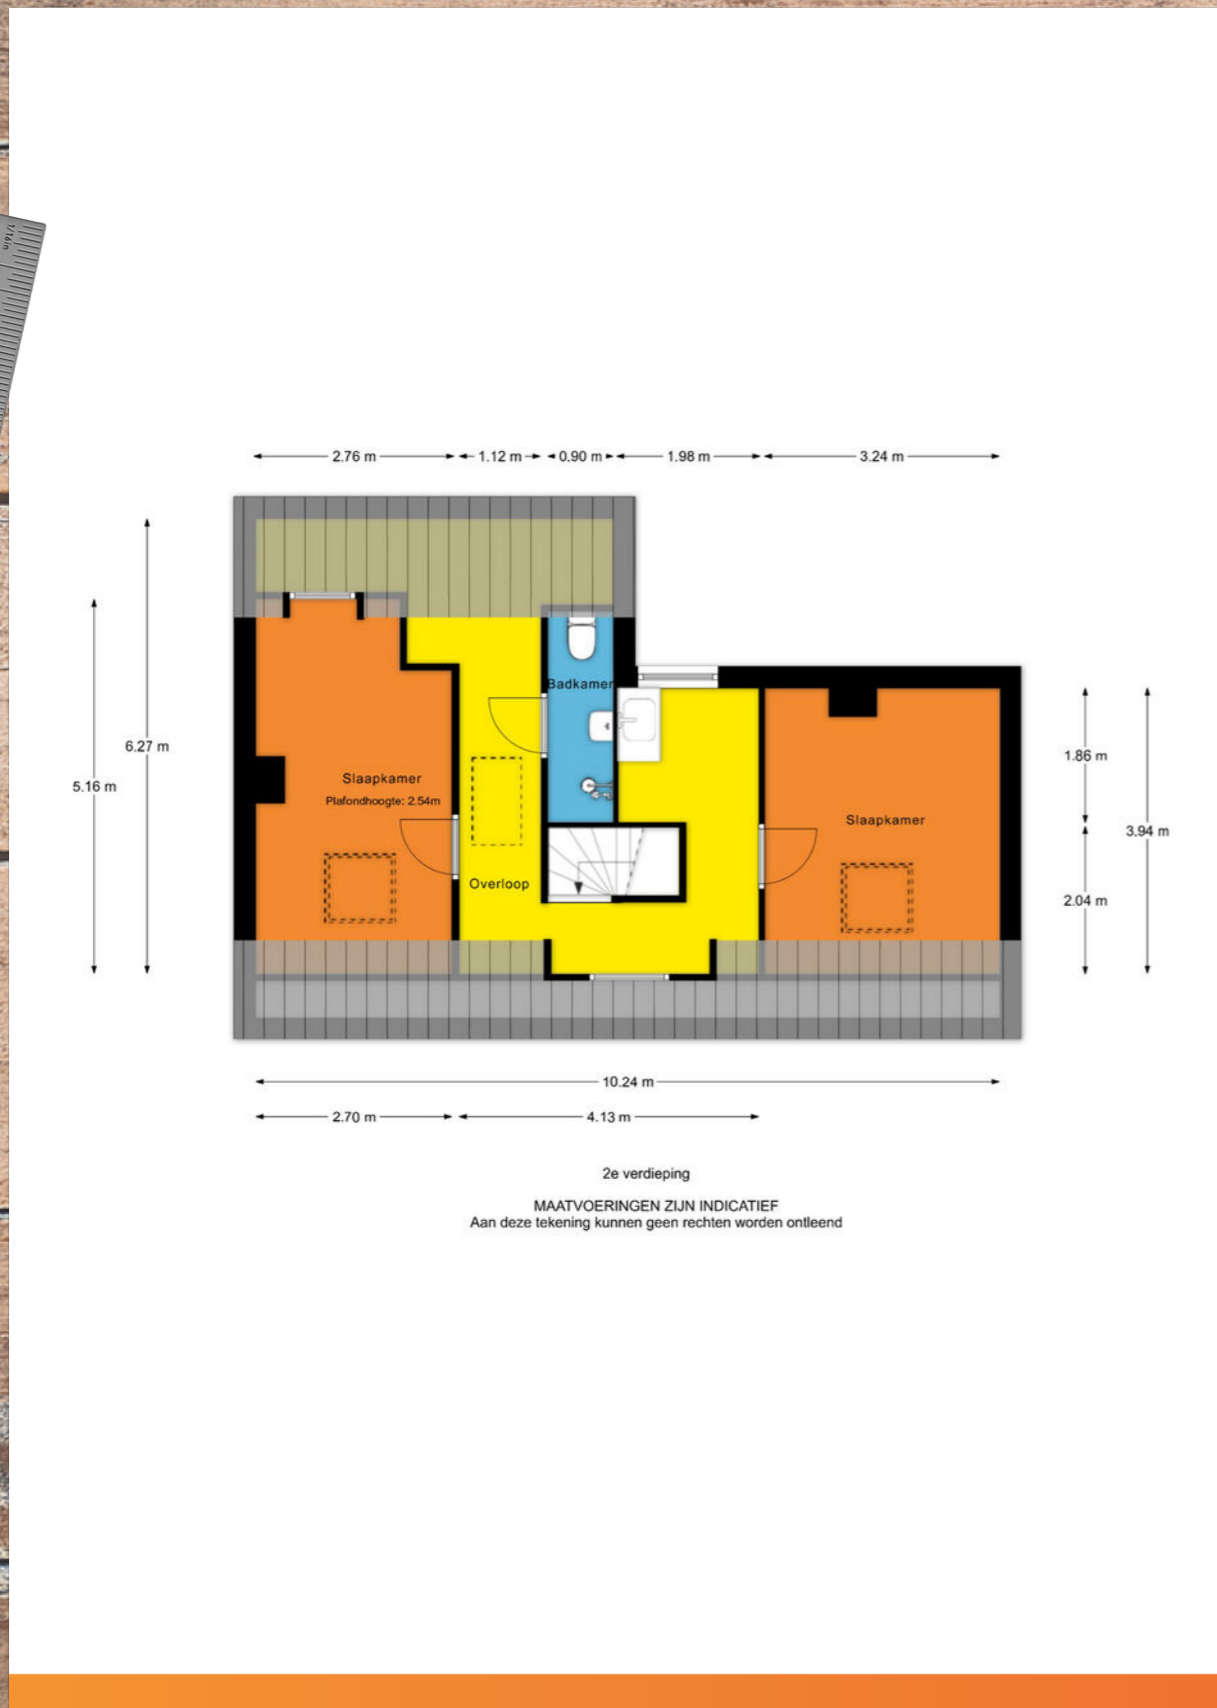 1/16in
2.76 m
1.12 m
0.90 m
1.98 m
3.24 m
6.27 m
5.16 m
Badkamer
Slaapkamer
Plafondhoogte: 2.54m
Overloop
Slaapkamer
1.86 m
3.94 m
2.04 m
10.24 m
2.70 m
4.13 m
2e verdieping
MAATVOERINGEN ZIJN INDICATIEF
Aan deze tekening kunnen geen rechten worden ontleend